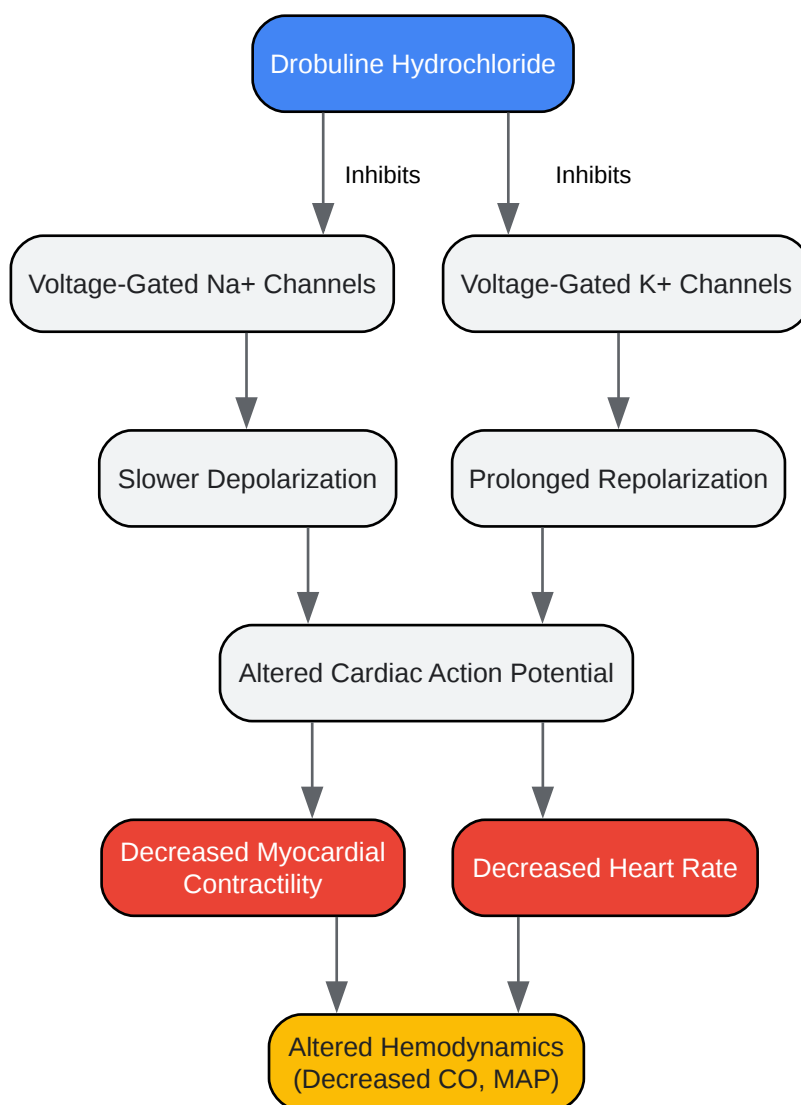 Drobuline Hydrochloride
Inhibits
Inhibits
Voltage-Gated Na+ Channels
Voltage-Gated K+ Channels
Slower Depolarization
Prolonged Repolarization
Altered Cardiac Action Potential
Decreased Myocardial
Contractility
Decreased Heart Rate
Altered Hemodynamics
(Decreased CO, MAP)